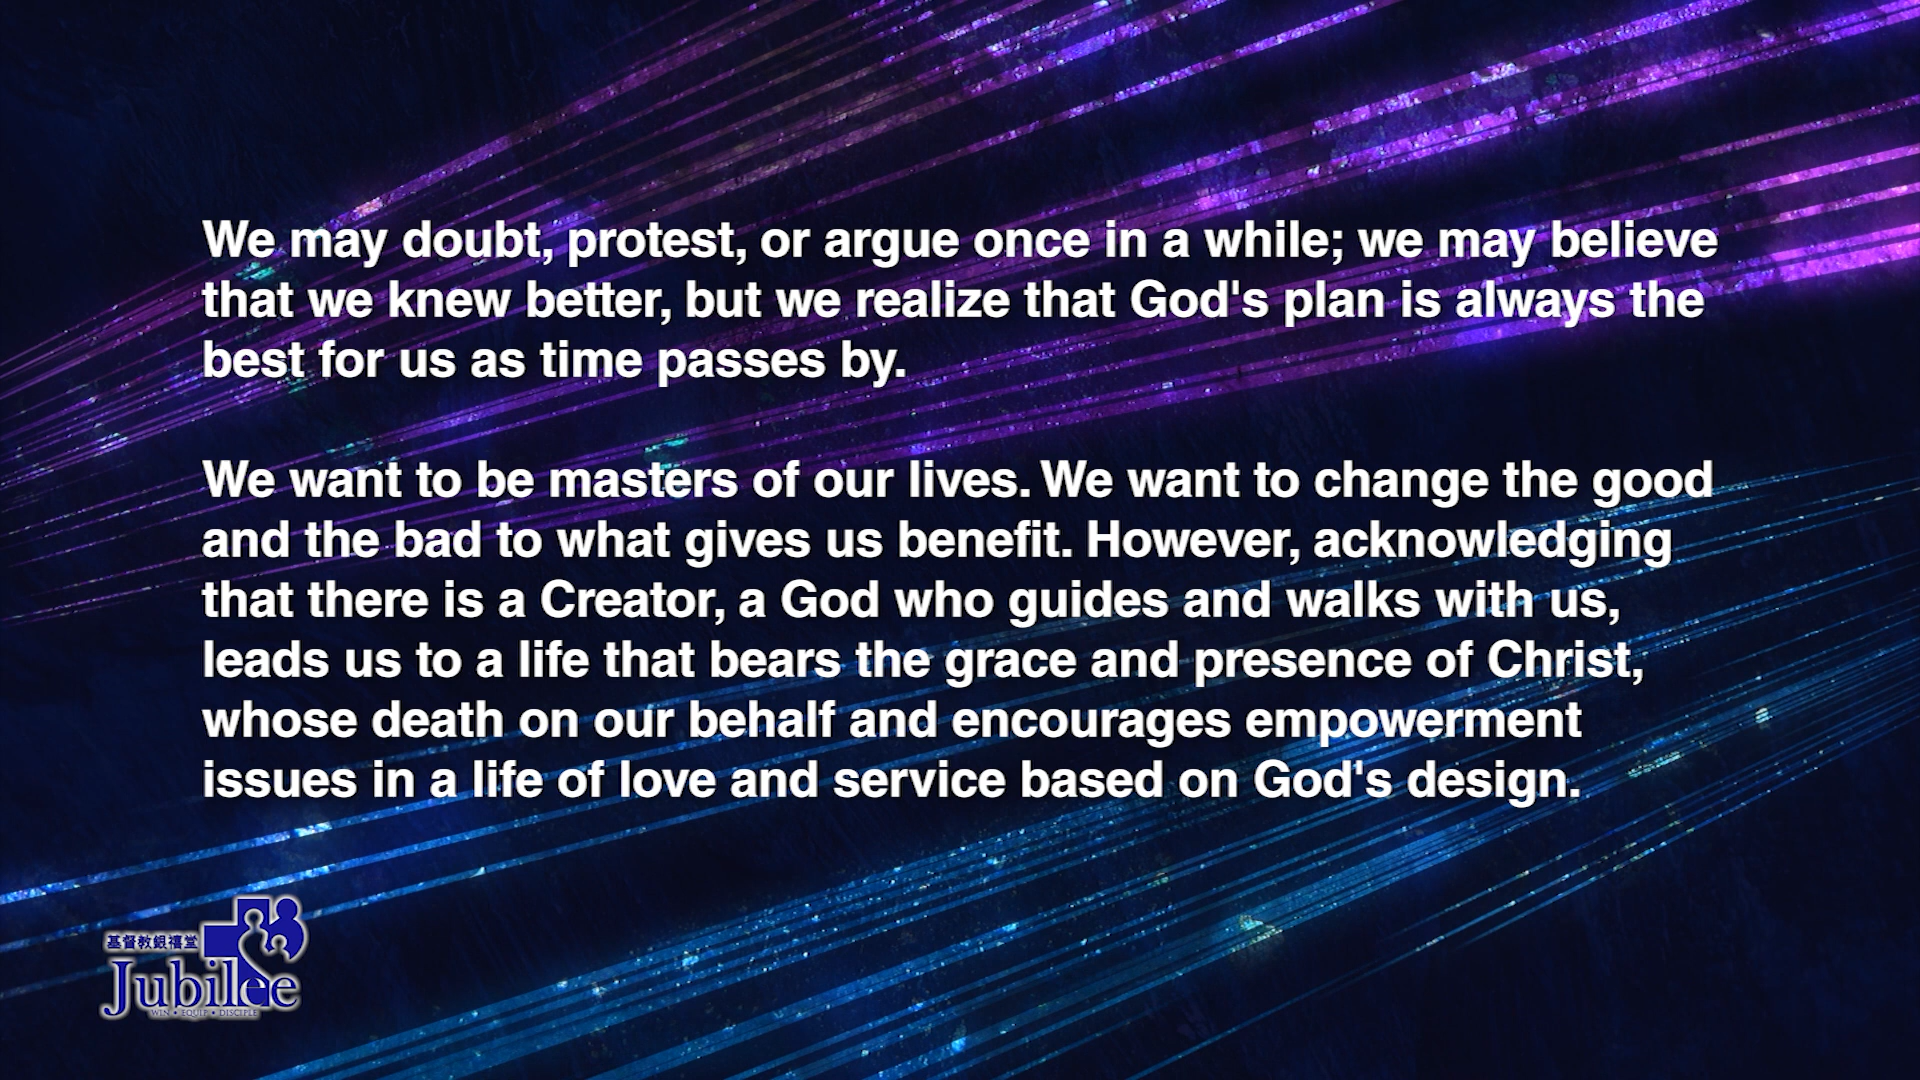 We may doubt, protest, or argue once in a while; we may believe
that we knew better, but we realize that God's plan is always the
best for us as time passes by.
We want to be masters of our lives. We want to change the good
and the bad to what gives us benefit. However, acknowledging
that there is a Creator, a God who guides and walks with us,
leads us to a life that bears the grace and presence of Christ,
whose death on our behalf and encourages empowerment
issues in a life of love and service based on God's design.
基督教銀禧堂
Jubilee
WIN • EQUIP • DISCIPLE